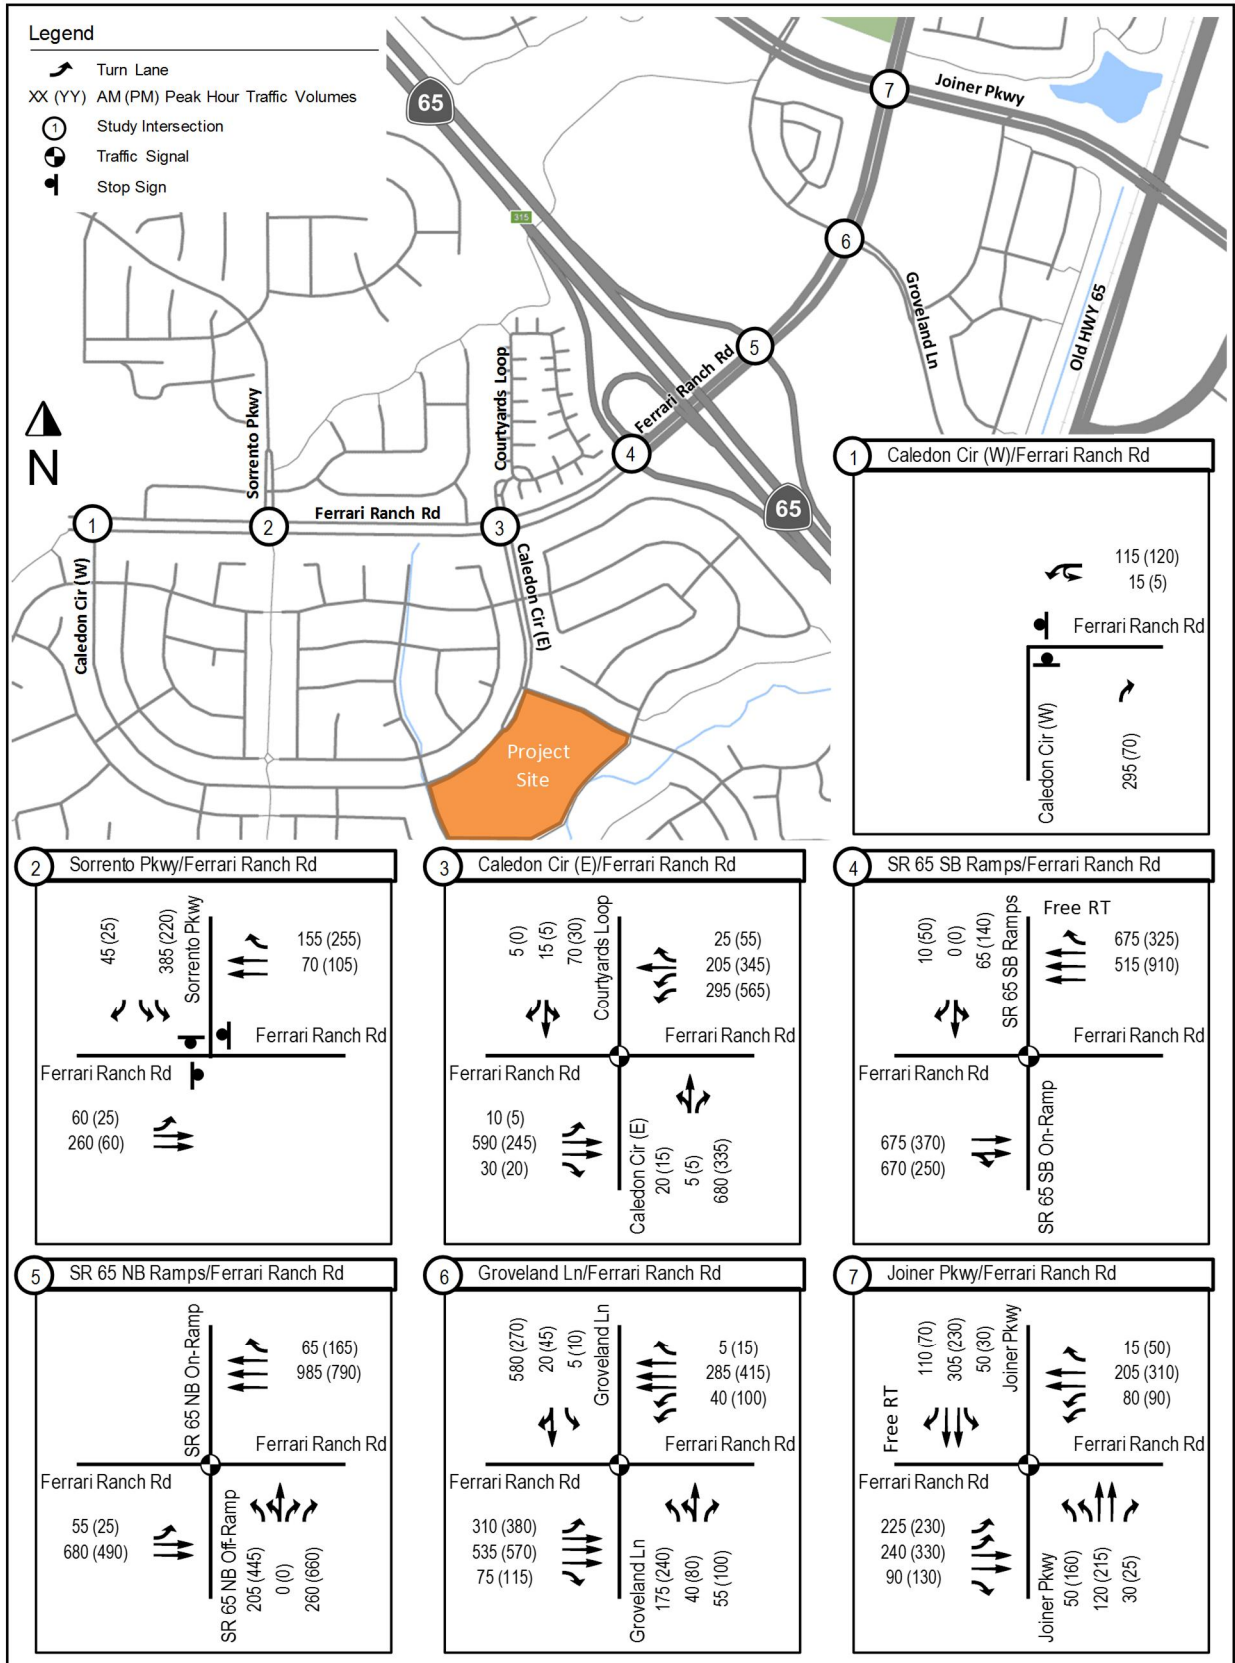 Legend
Turn Lane
XX (YY) AM (PM) Peak Hour Traffic Volumes
1 Study Intersection
Traffic Signal
Stop Sign
65
315
7
Joiner Pkwy
6
Groveland Ln
Old HWY 65
5
Ferrari Ranch Rd
4
65
Courtyards Loop
Sorrento Pkwy
N
1
2
Ferrari Ranch Rd
3
Caledon Cir (W)
Caledon Cir (E)
Project
Site
1 Caledon Cir (W)/Ferrari Ranch Rd
115 (120)
15 (5)
Ferrari Ranch Rd
Caledon Cir (W)
295 (70)
2 Sorrento Pkwy/Ferrari Ranch Rd
45 (25)
385 (220)
Sorrento Pkwy
155 (255)
70 (105)
Ferrari Ranch Rd
Ferrari Ranch Rd
60 (25)
260 (60)
3 Caledon Cir (E)/Ferrari Ranch Rd
5 (0)
15 (5)
70 (30)
Courtyards Loop
25 (55)
205 (345)
295 (565)
Ferrari Ranch Rd
Ferrari Ranch Rd
10 (5)
590 (245)
30 (20)
Caledon Cir (E)
20 (15)
5 (5)
680 (335)
4 SR 65 SB Ramps/Ferrari Ranch Rd
10 (50)
0 (0)
65 (140)
SR 65 SB Ramps
Free RT
675 (325)
515 (910)
Ferrari Ranch Rd
Ferrari Ranch Rd
675 (370)
670 (250)
SR 65 SB On-Ramp
5 SR 65 NB Ramps/Ferrari Ranch Rd
SR 65 NB On-Ramp
65 (165)
985 (790)
Ferrari Ranch Rd
Ferrari Ranch Rd
55 (25)
680 (490)
SR 65 NB Off-Ramp
205 (445)
0 (0)
260 (660)
6 Groveland Ln/Ferrari Ranch Rd
580 (270)
20 (45)
5 (10)
Groveland Ln
5 (15)
285 (415)
40 (100)
Ferrari Ranch Rd
Ferrari Ranch Rd
310 (380)
535 (570)
75 (115)
Groveland Ln
175 (240)
40 (80)
55 (100)
7 Joiner Pkwy/Ferrari Ranch Rd
Free RT
110 (70)
305 (230)
50 (30)
Joiner Pkwy
15 (50)
205 (310)
80 (90)
Ferrari Ranch Rd
Ferrari Ranch Rd
225 (230)
240 (330)
90 (130)
Joiner Pkwy
50 (160)
120 (215)
30 (25)